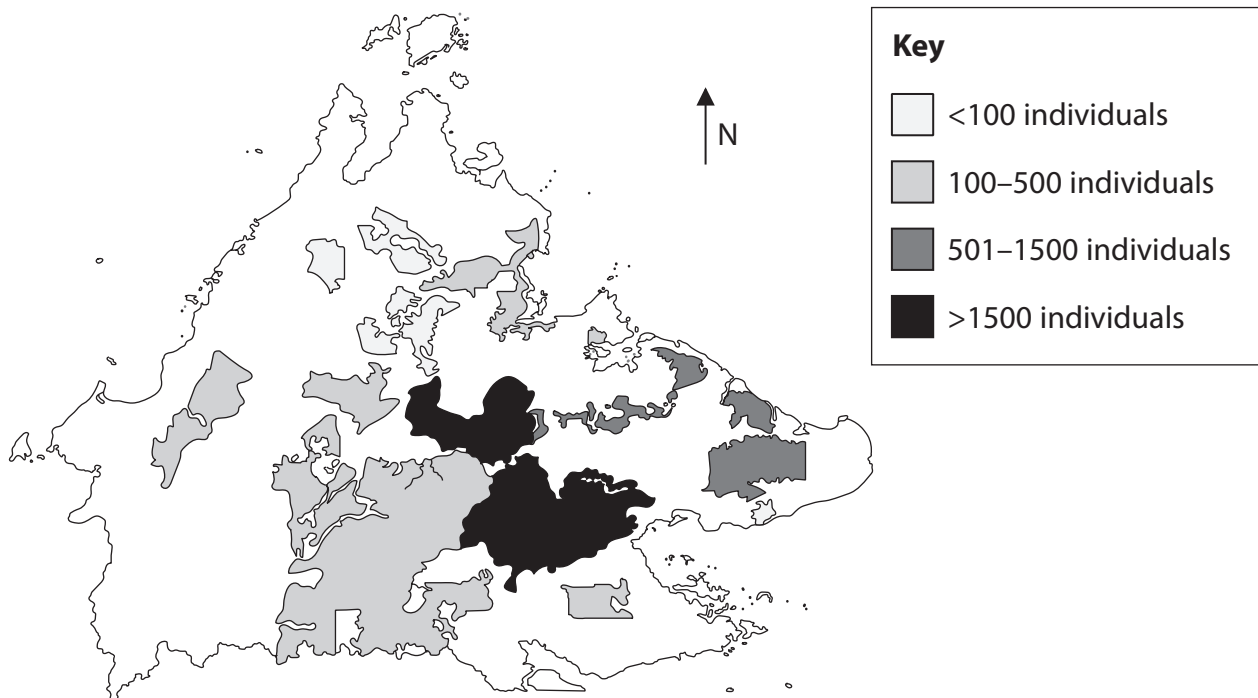 N
Key
<100 individuals
100–500 individuals
501–1500 individuals
>1500 individuals